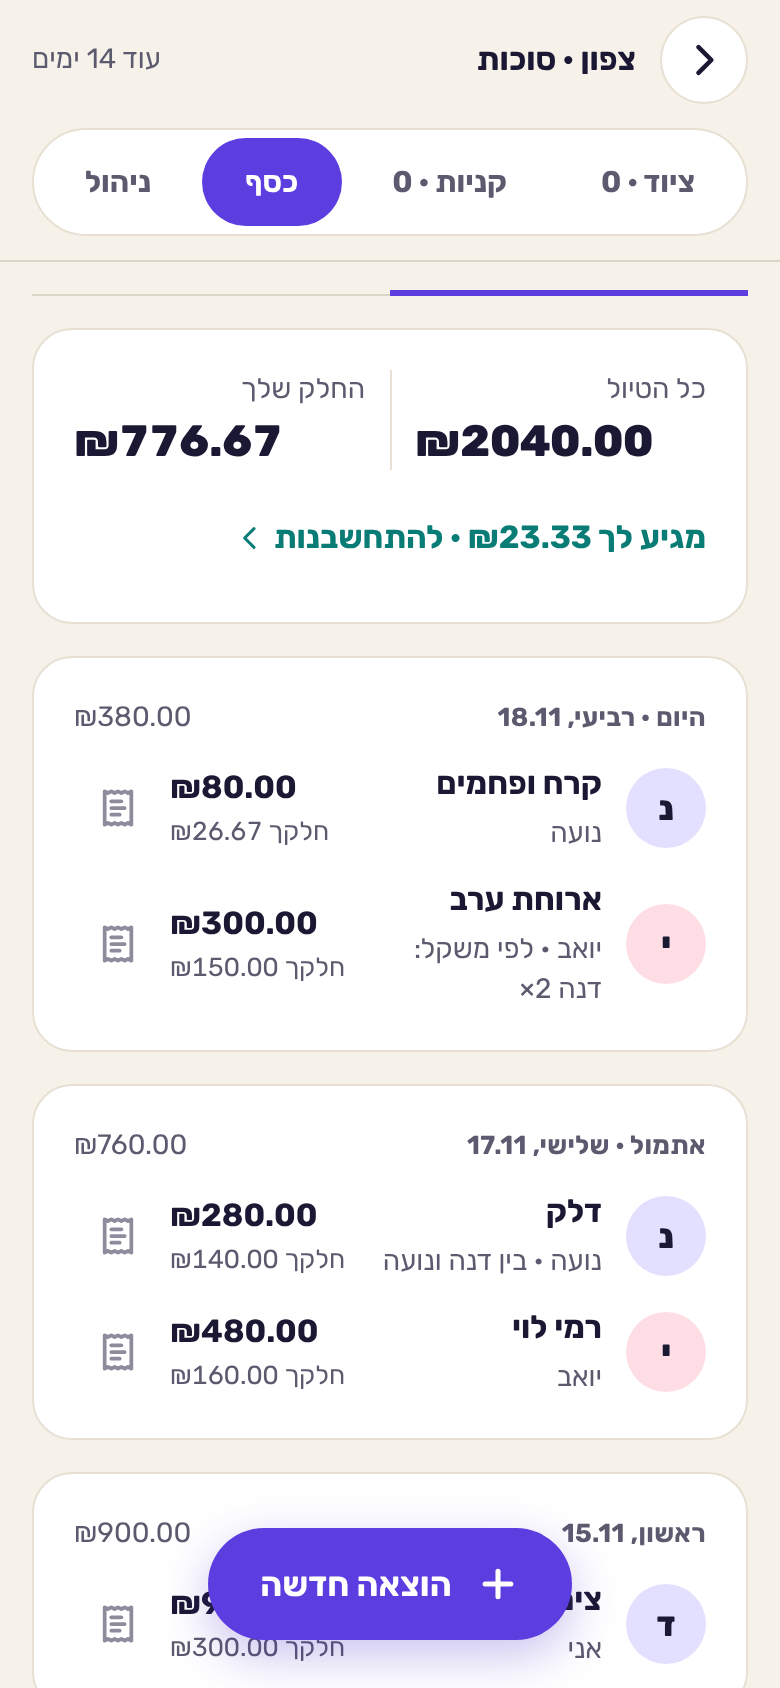 צפון • סוכות
עוד 14 ימים
ציוד • 0
קניות • 0
כסף
ניהול
כל הטיול
₪2040.00
החלק שלך
₪776.67
מגיע לך ₪23.33 • להתחשבנות
היום • רביעי, 18.11
₪380.00
נ
קרח ופחמים
נועה
₪80.00
חלקך ₪26.67
י
ארוחת ערב
יואב • לפי משקל:
דנה 2×
₪300.00
חלקך ₪150.00
אתמול • שלישי, 17.11
₪760.00
נ
דלק
נועה • בין דנה ונועה
₪280.00
חלקך ₪140.00
י
רמי לוי
יואב
₪480.00
חלקך ₪160.00
ראשון, 15.11
₪900.00
ד
אני
חלקך ₪300.00
הוצאה חדשה